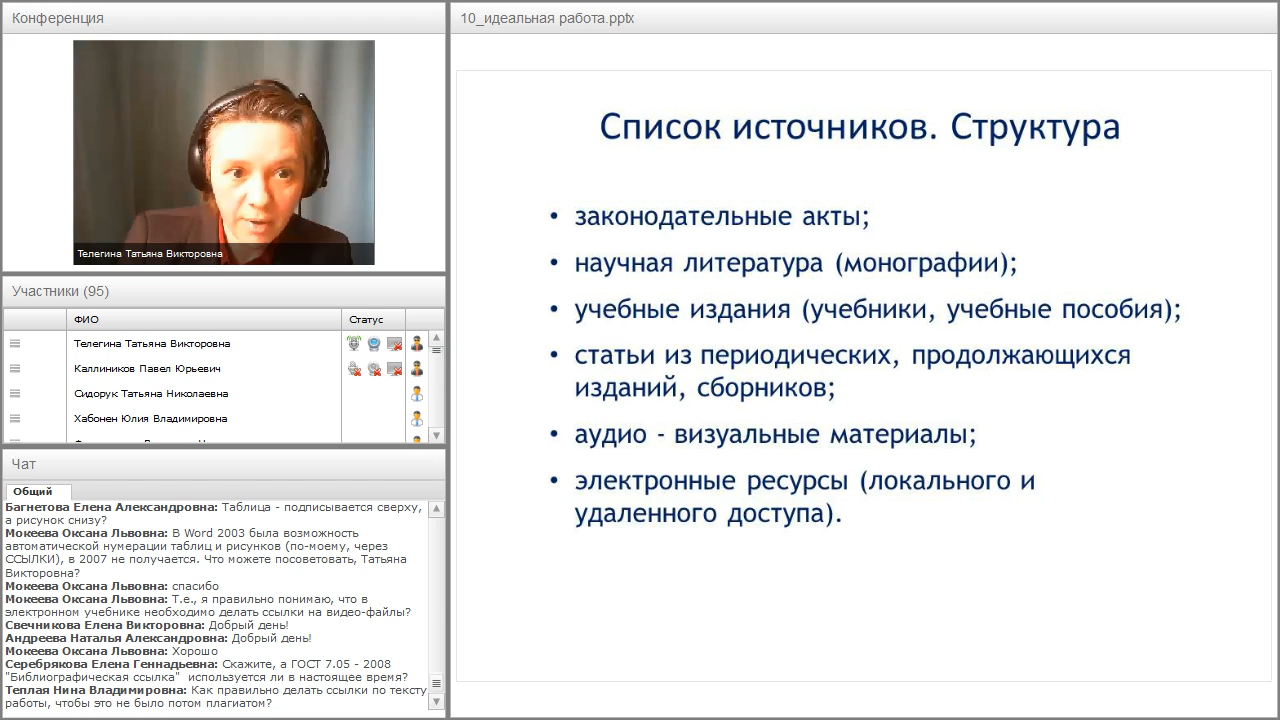 Конференция
Телегина Татьяна Викторовна
Участники (95)
ФИО
Статус
Телегина Татьяна Викторовна
Каллиников Павел Юрьевич
Сидорук Татьяна Николаевна
Хабонен Юлия Владимировна
Чат
Общий
Багнетова Елена Александровна: Таблица - подписывается сверху,
а рисунок снизу?
Мокеева Оксана Львовна: В Word 2003 была возможность
автоматической нумерации таблиц и рисунков (по-моему, через
ССЫЛКИ), в 2007 не получается. Что можете посоветовать, Татьяна
Викторовна?
Мокеева Оксана Львовна: спасибо
Мокеева Оксана Львовна: Т.е., я правильно понимаю, что в
электронном учебнике необходимо делать ссылки на видео-файлы?
Свечникова Елена Викторовна: Добрый день!
Андреева Наталья Александровна: Добрый день!
Мокеева Оксана Львовна: Хорошо
Серебрякова Елена Геннадьевна: Скажите, а ГОСТ 7.05 - 2008
"Библиографическая ссылка" используется ли в настоящее время?
Теплая Нина Владимировна: Как правильно делать ссылки по тексту
работы, чтобы это не было потом плагиатом?
10_идеальная работа.pptx
Список источников. Структура
• законодательные акты;
• научная литература (монографии);
• учебные издания (учебники, учебные пособия);
• статьи из периодических, продолжающихся
изданий, сборников;
• аудио - визуальные материалы;
• электронные ресурсы (локального и
удаленного доступа).